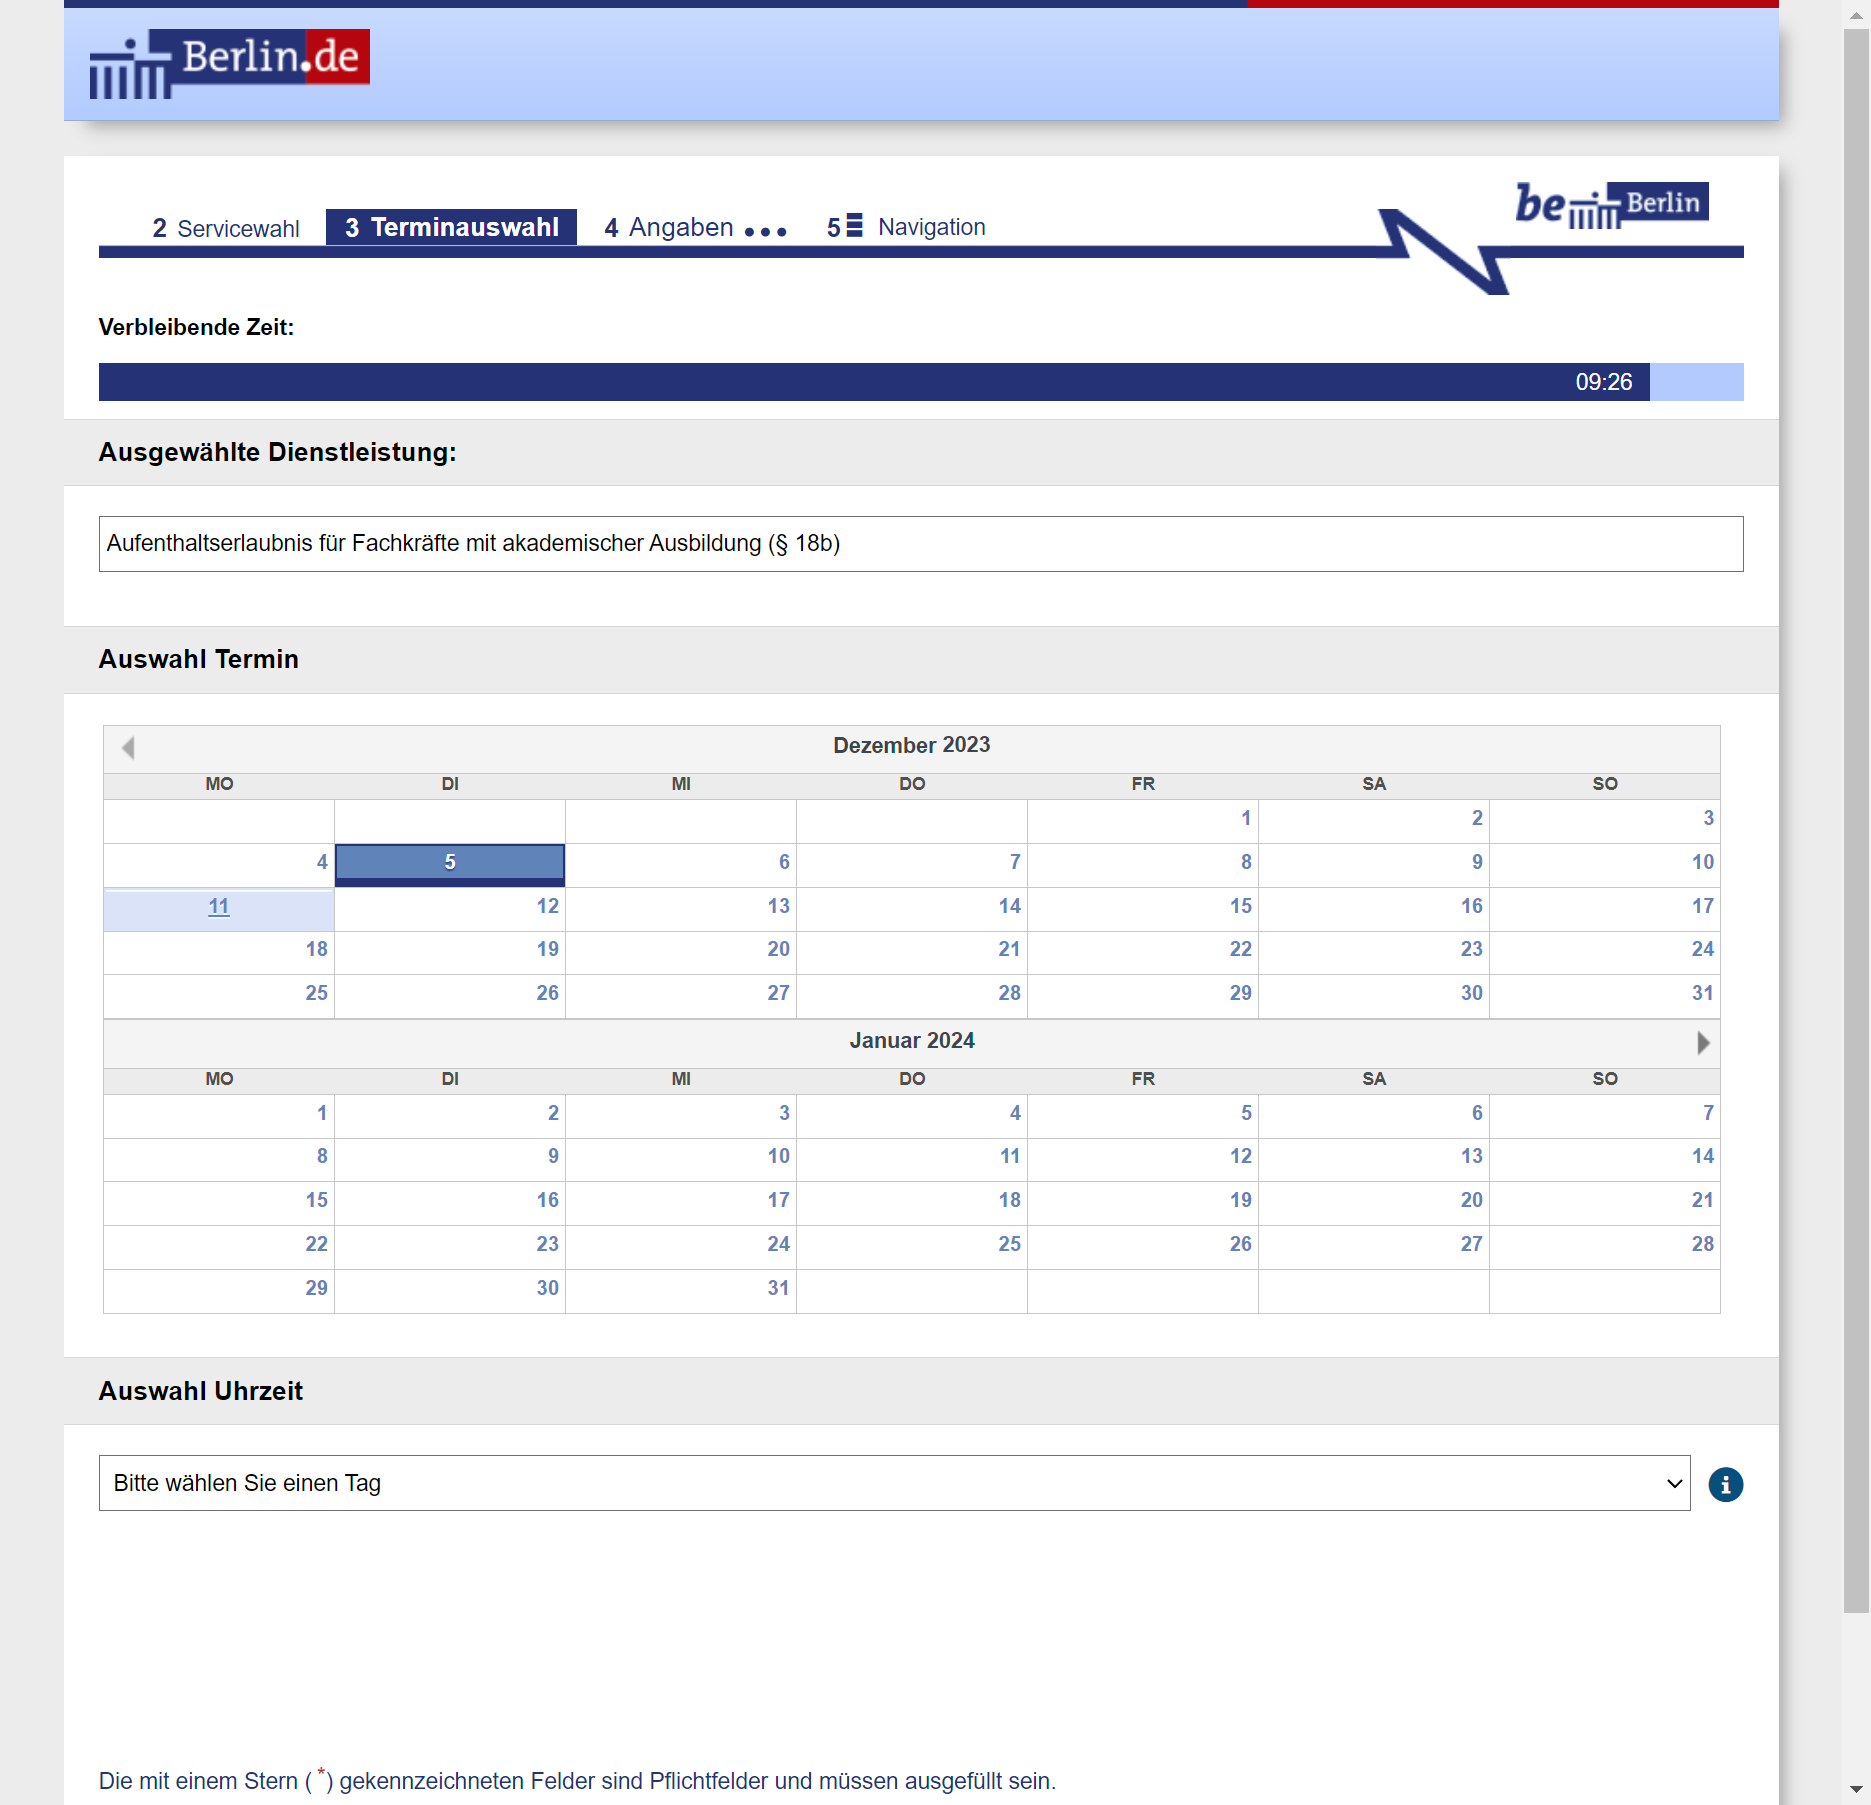 Berlin.de
be Berlin
2 Servicewahl 3 Terminauswahl 4 Angaben ••• 5 Navigation
Verbleibende Zeit:
09:26
Ausgewählte Dienstleistung:
Aufenthaltserlaubnis für Fachkräfte mit akademischer Ausbildung (§ 18b)
Auswahl Termin
Dezember 2023
MO DI MI DO FR SA SO
1 2 3
4 5 6 7 8 9 10
11 12 13 14 15 16 17
18 19 20 21 22 23 24
25 26 27 28 29 30 31
Januar 2024
MO DI MI DO FR SA SO
1 2 3 4 5 6 7
8 9 10 11 12 13 14
15 16 17 18 19 20 21
22 23 24 25 26 27 28
29 30 31
Auswahl Uhrzeit
Bitte wählen Sie einen Tag
i
Die mit einem Stern ( *) gekennzeichneten Felder sind Pflichtfelder und müssen ausgefüllt sein.